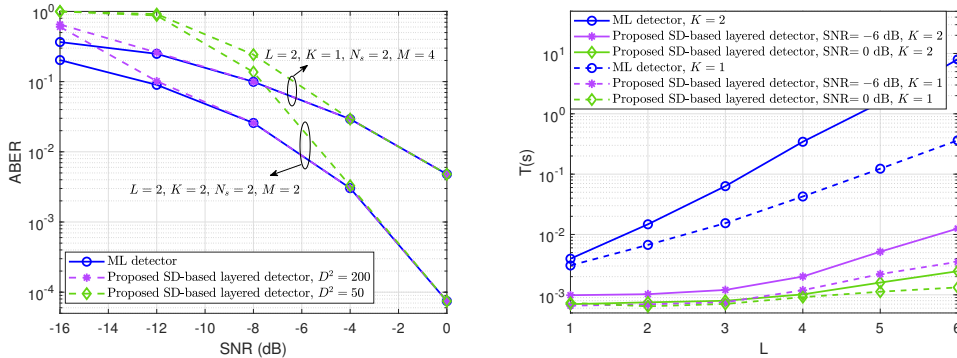 10^0
10^-1
10^-2
10^-3
10^-4
ABER
L = 2, K = 1, N_s = 2, M = 4
L = 2, K = 2, N_s = 2, M = 2
ML detector
Proposed SD-based layered detector, D^2 = 200
Proposed SD-based layered detector, D^2 = 50
-16 -14 -12 -10 -8 -6 -4 -2 0
SNR (dB)
ML detector, K = 2
Proposed SD-based layered detector, SNR= −6 dB, K = 2
Proposed SD-based layered detector, SNR= 0 dB, K = 2
ML detector, K = 1
Proposed SD-based layered detector, SNR= −6 dB, K = 1
Proposed SD-based layered detector, SNR= 0 dB, K = 1
10^1
10^0
10^-1
10^-2
10^-3
T(s)
1 2 3 4 5 6
L